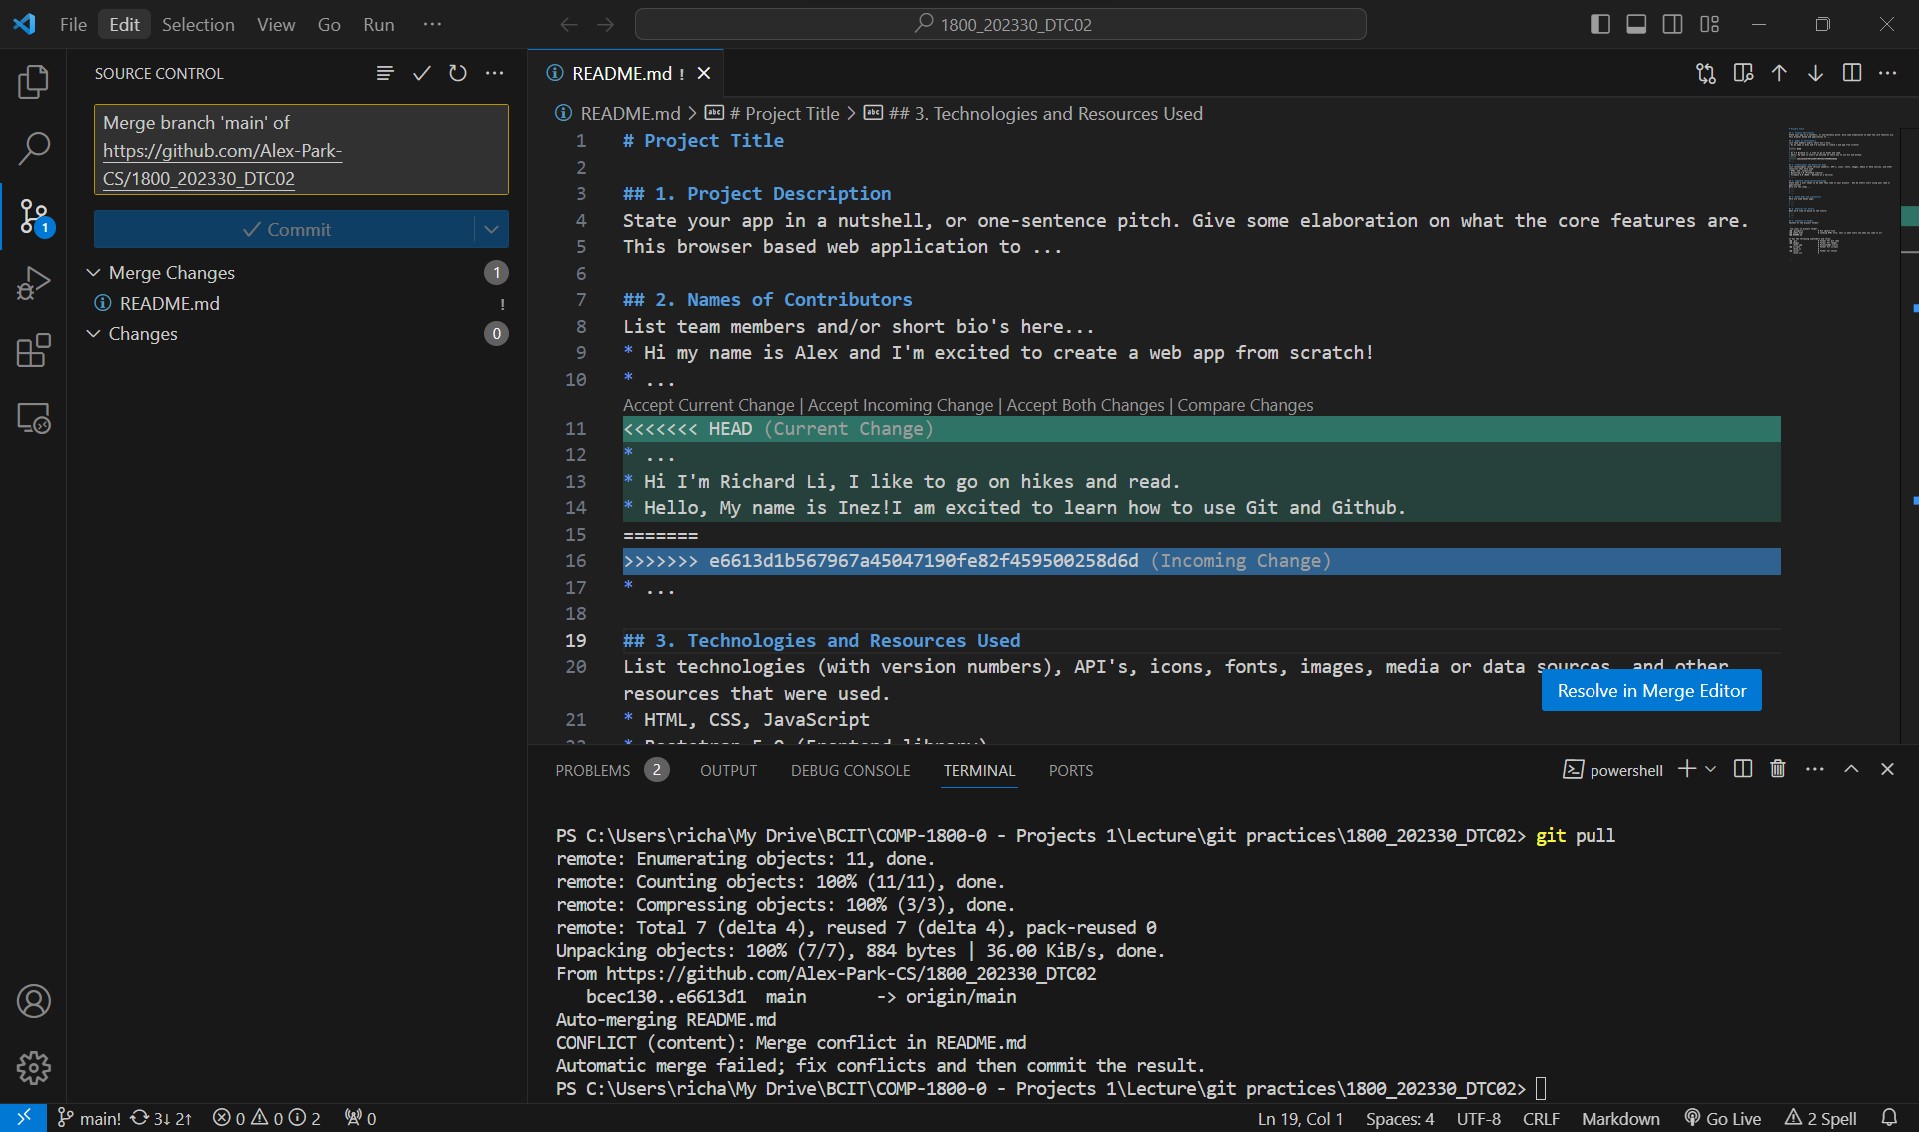 File Edit Selection View Go Run ···
1800_202330_DTC02
SOURCE CONTROL
Merge branch 'main' of
https://github.com/Alex-Park-
CS/1800_202330_DTC02
Commit
Merge Changes 1
README.md !
Changes 0
1
README.md !
README.md > # Project Title > ## 3. Technologies and Resources Used
1 # Project Title
2
3 ## 1. Project Description
4 State your app in a nutshell, or one-sentence pitch. Give some elaboration on what the core features are.
5 This browser based web application to ...
6
7 ## 2. Names of Contributors
8 List team members and/or short bio's here...
9 * Hi my name is Alex and I'm excited to create a web app from scratch!
10 * ...
Accept Current Change | Accept Incoming Change | Accept Both Changes | Compare Changes
11 <<<<<<< HEAD (Current Change)
12 * ...
13 * Hi I'm Richard Li, I like to go on hikes and read.
14 * Hello, My name is Inez!I am excited to learn how to use Git and Github.
15 =======
16 >>>>>>> e6613d1b567967a45047190fe82f459500258d6d (Incoming Change)
17 * ...
18
19 ## 3. Technologies and Resources Used
20 List technologies (with version numbers), API's, icons, fonts, images, media or data sources, and other
resources that were used.
Resolve in Merge Editor
21 * HTML, CSS, JavaScript
PROBLEMS 2 OUTPUT DEBUG CONSOLE TERMINAL PORTS
powershell
PS C:\Users\richa\My Drive\BCIT\COMP-1800-0 - Projects 1\Lecture\git practices\1800_202330_DTC02> git pull
remote: Enumerating objects: 11, done.
remote: Counting objects: 100% (11/11), done.
remote: Compressing objects: 100% (3/3), done.
remote: Total 7 (delta 4), reused 7 (delta 4), pack-reused 0
Unpacking objects: 100% (7/7), 884 bytes | 36.00 KiB/s, done.
From https://github.com/Alex-Park-CS/1800_202330_DTC02
bcec130..e6613d1 main -> origin/main
Auto-merging README.md
CONFLICT (content): Merge conflict in README.md
Automatic merge failed; fix conflicts and then commit the result.
PS C:\Users\richa\My Drive\BCIT\COMP-1800-0 - Projects 1\Lecture\git practices\1800_202330_DTC02>
main! 3↓ 2↑ 0 0 2 0 Ln 19, Col 1 Spaces: 4 UTF-8 CRLF Markdown Go Live 2 Spell